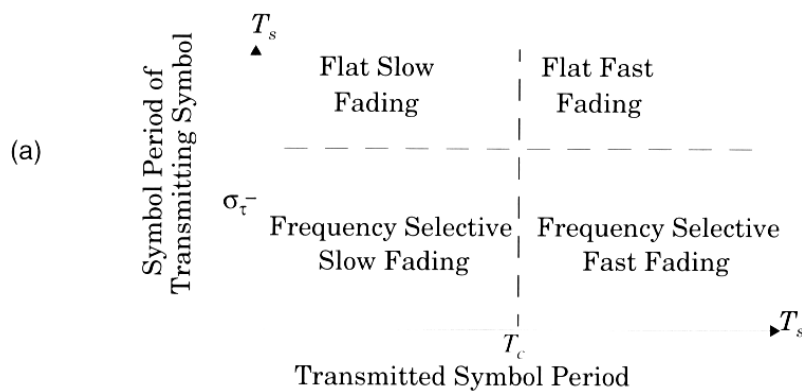 (a)
Symbol Period of
Transmitting Symbol
T_s
Flat Slow
Fading
Flat Fast
Fading
σ_τ
Frequency Selective
Slow Fading
Frequency Selective
Fast Fading
T_s
T_c
Transmitted Symbol Period